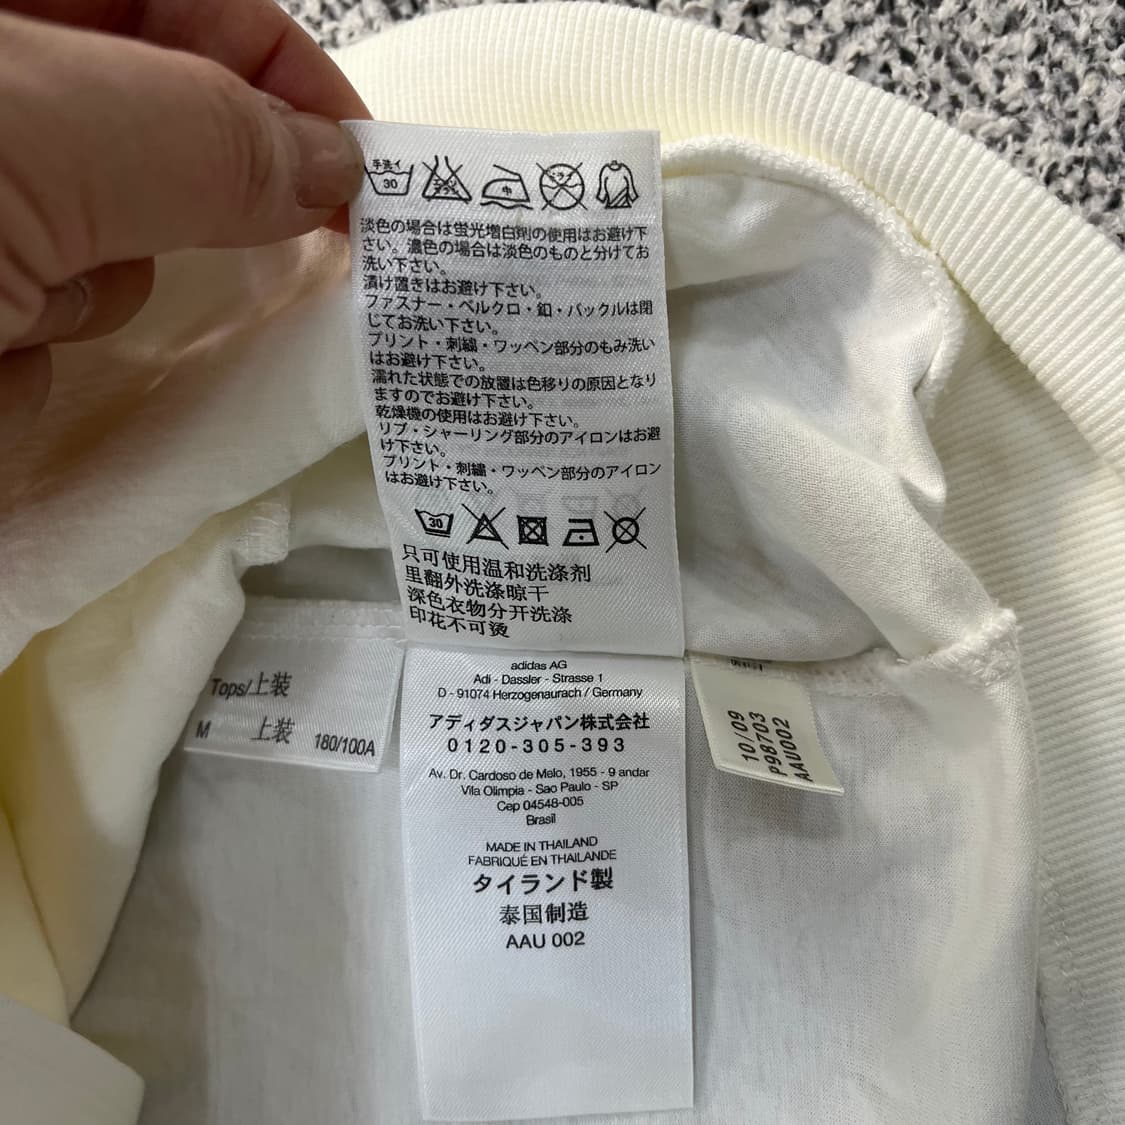 手洗イ
30
エンソ
サラシ
中
ドライ
淡色の場合は蛍光増白剤の使用はお避け下
さい。濃色の場合は淡色のものと分けてお
洗い下さい。
漬け置きはお避け下さい。
ファスナー・ベルクロ・釦・バックルは閉
じてお洗い下さい。
プリント・刺繍・ワッペン部分のもみ洗い
はお避け下さい。
濡れた状態での放置は色移りの原因となり
ますのでお避け下さい。
乾燥機の使用はお避け下さい。
リブ・シャーリング部分のアイロンはお避
け下さい。
プリント・刺繍・ワッペン部分のアイロン
はお避け下さい。
30
只可使用温和洗涤剂
里翻外洗涤晾干
深色衣物分开洗涤
印花不可烫
Tops/上装
M 上装 180/100A
adidas AG
Adi - Dassler - Strasse 1
D - 91074 Herzogenaurach / Germany
アディダスジャパン株式会社
0120-305-393
Av. Dr. Cardoso de Melo, 1955 - 9 andar
Vila Olimpia - Sao Paulo - SP
Cep 04548-005
Brasil
MADE IN THAILAND
FABRIQUÉ EN THAILANDE
タイランド製
泰国制造
AAU 002
10/09
P98703
AAU002